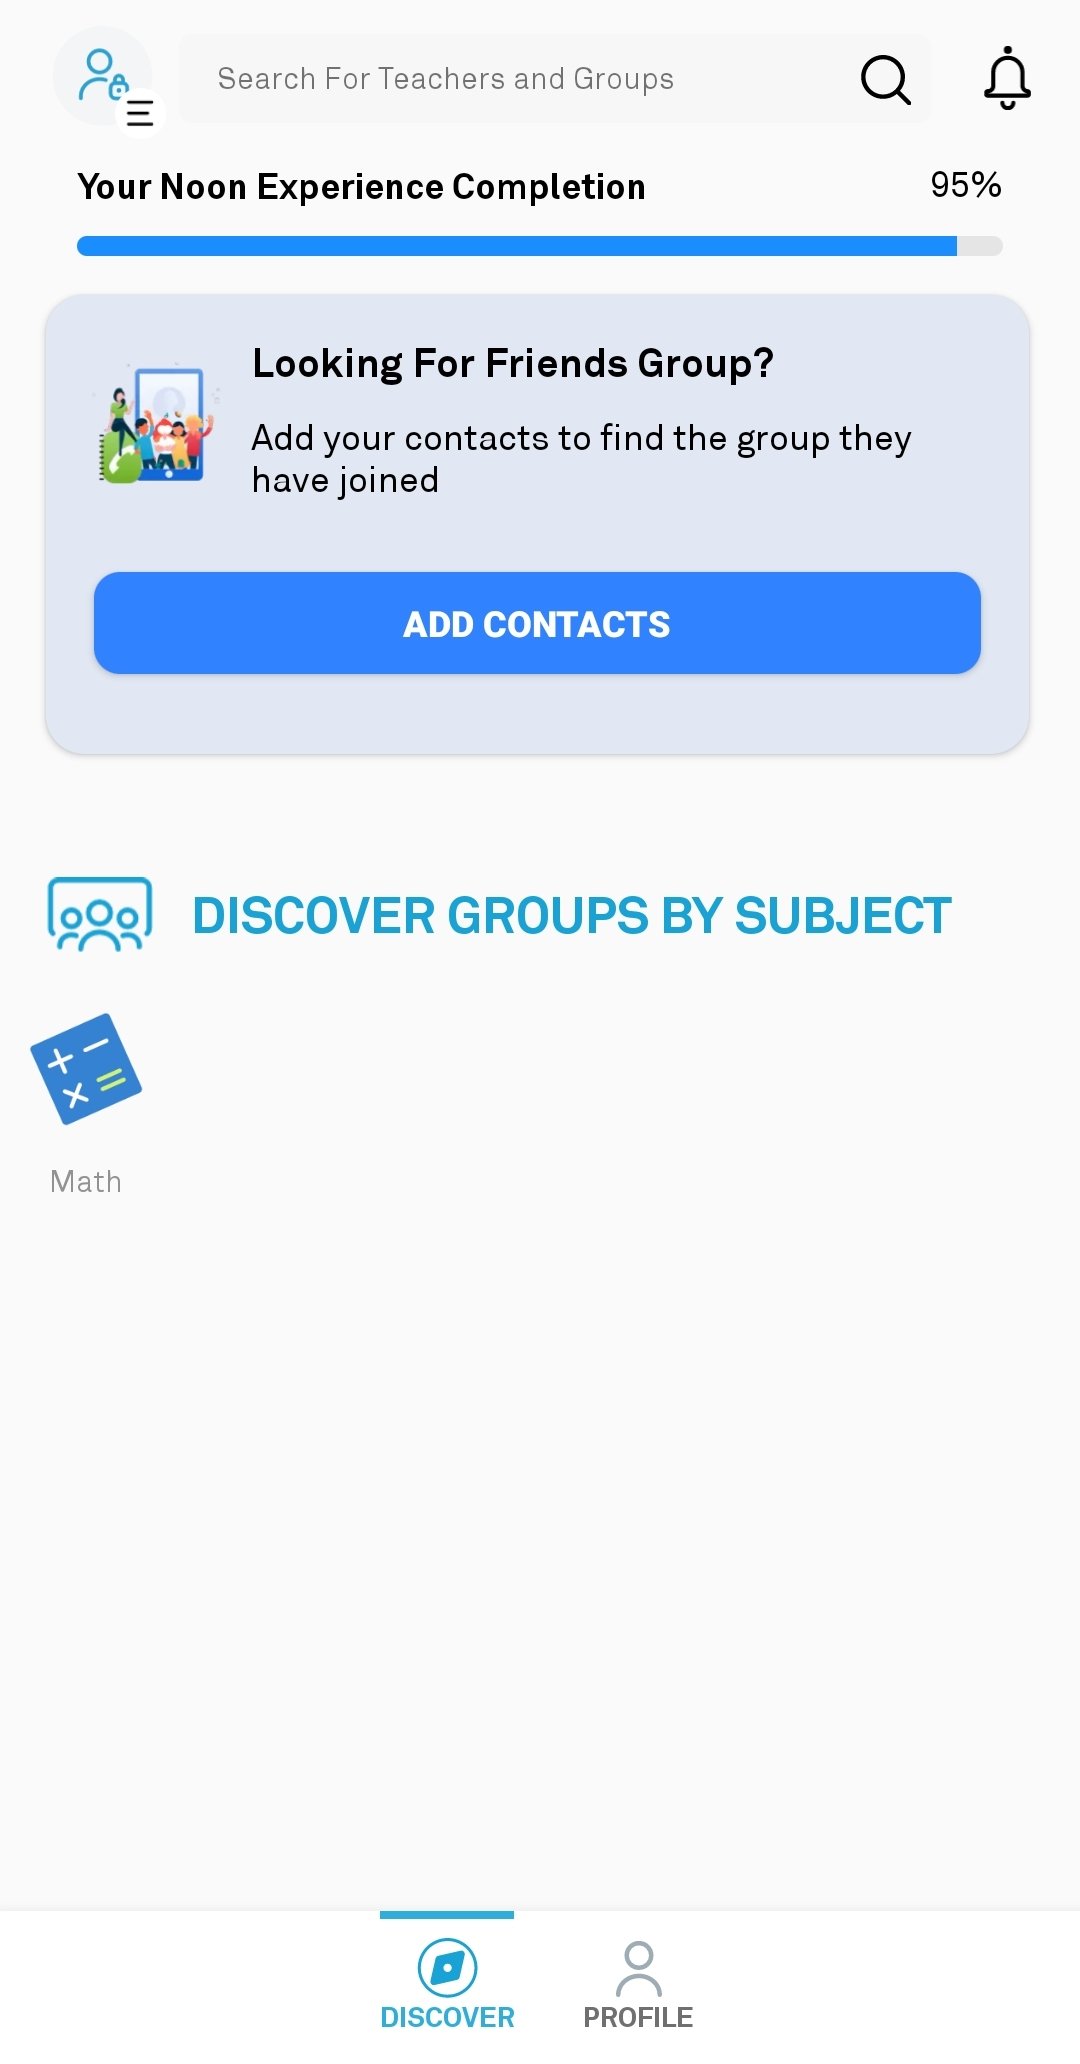 Search For Teachers and Groups
Your Noon Experience Completion 95%
Looking For Friends Group?
Add your contacts to find the group they
have joined
ADD CONTACTS
DISCOVER GROUPS BY SUBJECT
Math
DISCOVER PROFILE